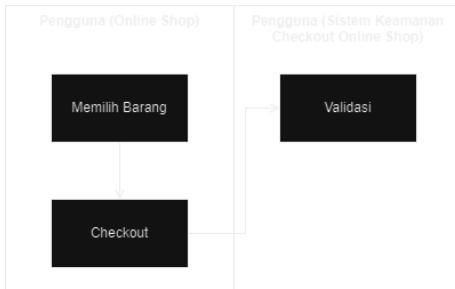 Pengguna (Online Shop)
Pengguna (Sistem Keamanan
Checkout Online Shop)
Memilih Barang
Validasi
Checkout